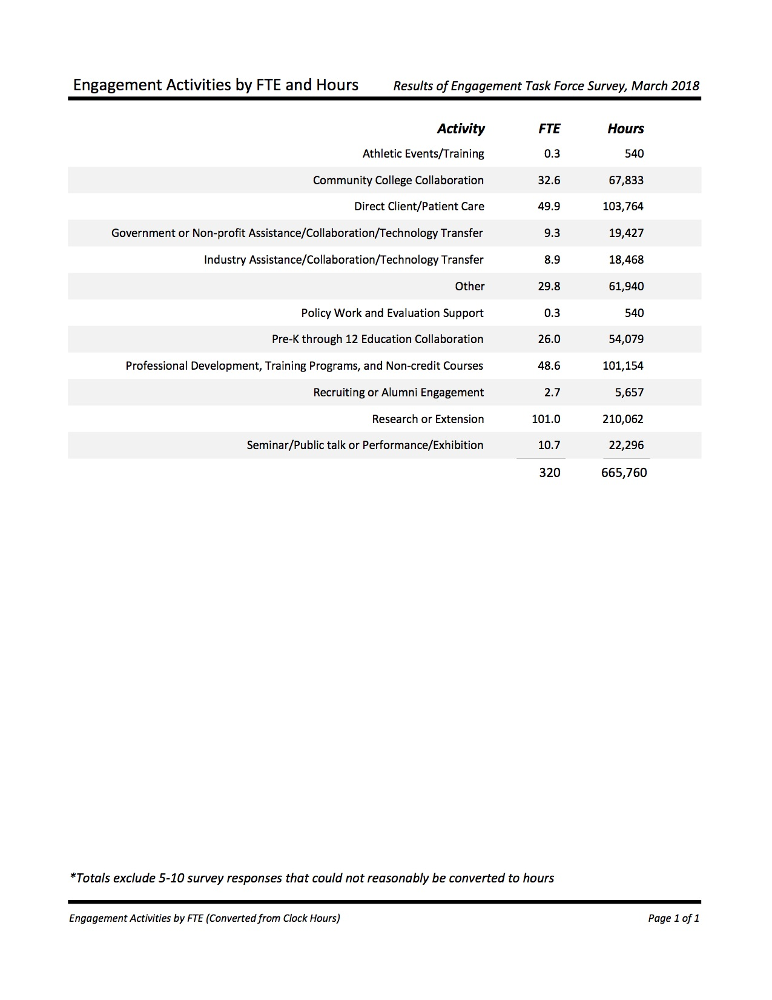 Engagement Activities by FTE and Hours Results of Engagement Task Force Survey, March 2018
Activity FTE Hours
Athletic Events/Training 0.3 540
Community College Collaboration 32.6 67,833
Direct Client/Patient Care 49.9 103,764
Government or Non-profit Assistance/Collaboration/Technology Transfer 9.3 19,427
Industry Assistance/Collaboration/Technology Transfer 8.9 18,468
Other 29.8 61,940
Policy Work and Evaluation Support 0.3 540
Pre-K through 12 Education Collaboration 26.0 54,079
Professional Development, Training Programs, and Non-credit Courses 48.6 101,154
Recruiting or Alumni Engagement 2.7 5,657
Research or Extension 101.0 210,062
Seminar/Public talk or Performance/Exhibition 10.7 22,296
320 665,760
*Totals exclude 5-10 survey responses that could not reasonably be converted to hours
Engagement Activities by FTE (Converted from Clock Hours) Page 1 of 1